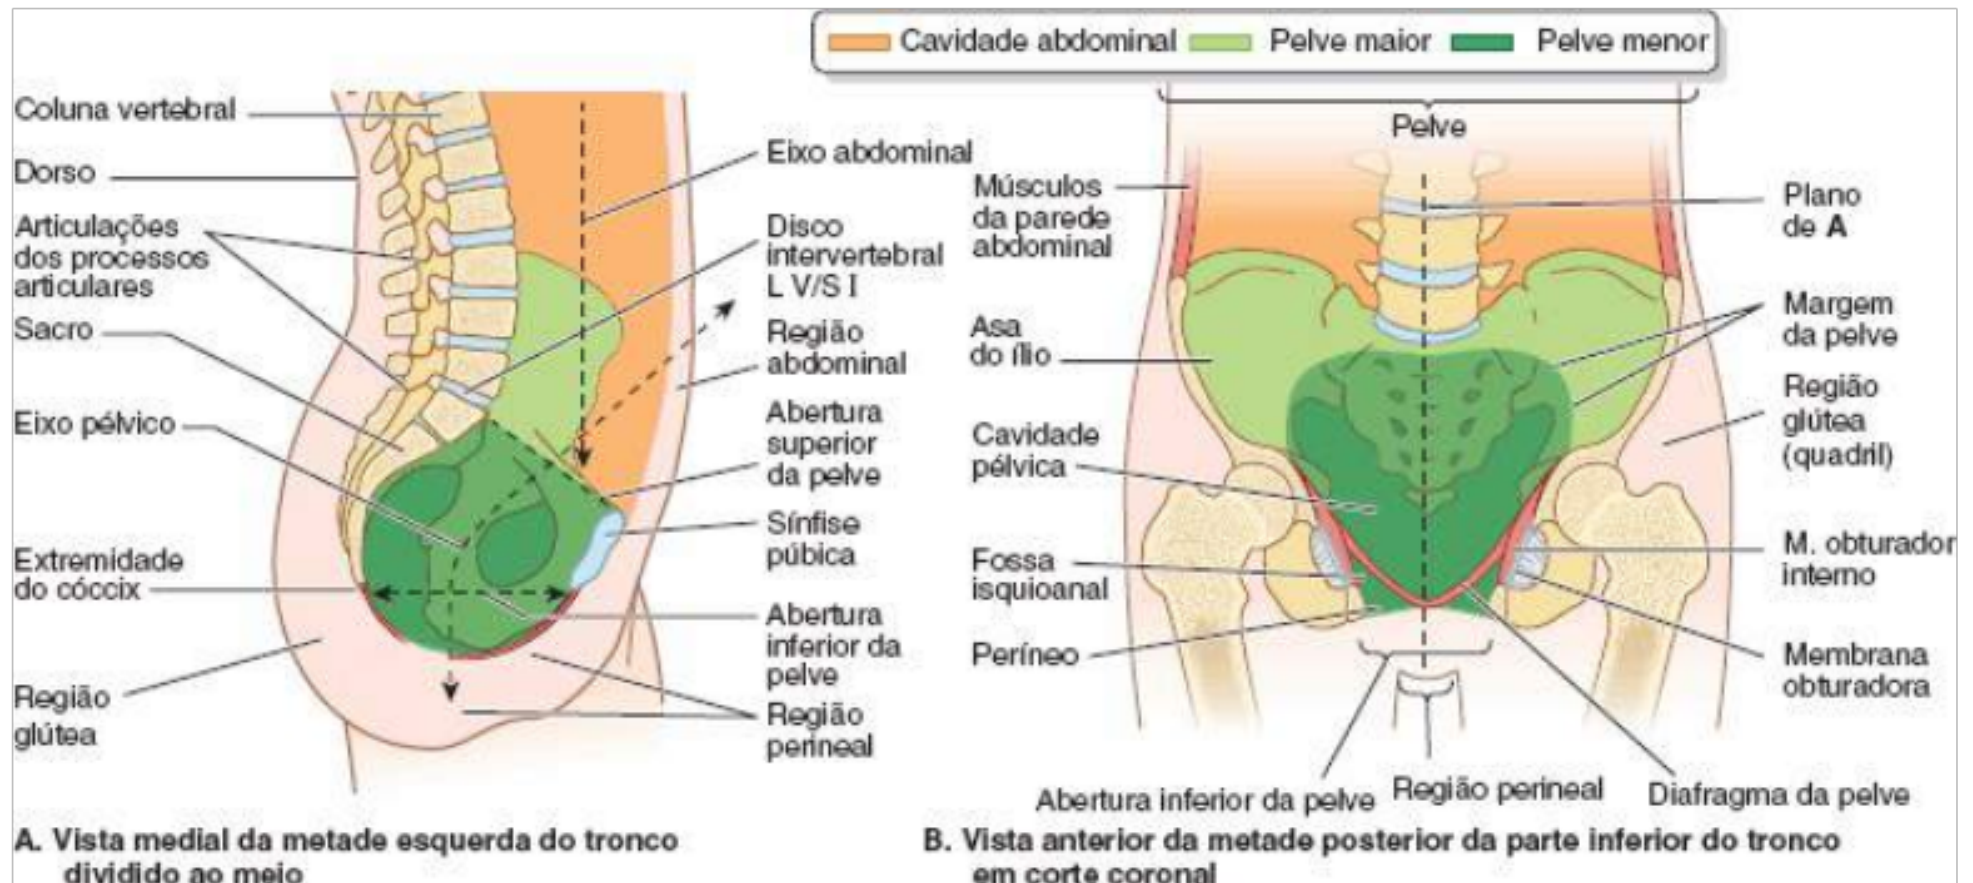 Cavidade abdominal Pelve maior Pelve menor
Coluna vertebral
Dorso
Articulações
dos processos
articulares
Sacro
Eixo pélvico
Extremidade
do cóccix
Região
glútea
Eixo abdominal
Disco
intervertebral
L V/S I
Região
abdominal
Abertura
superior
da pelve
Sínfise
púbica
Abertura
inferior da
pelve
Região
perineal
A. Vista medial da metade esquerda do tronco
dividido ao meio
Pelve
Músculos
da parede
abdominal
Asa
do ílio
Cavidade
pélvica
Fossa
isquioanal
Períneo
Plano
de A
Margem
da pelve
Região
glútea
(quadril)
M. obturador
interno
Membrana
obturadora
Abertura inferior da pelve
Região perineal
Diafragma da pelve
B. Vista anterior da metade posterior da parte inferior do tronco
em corte coronal